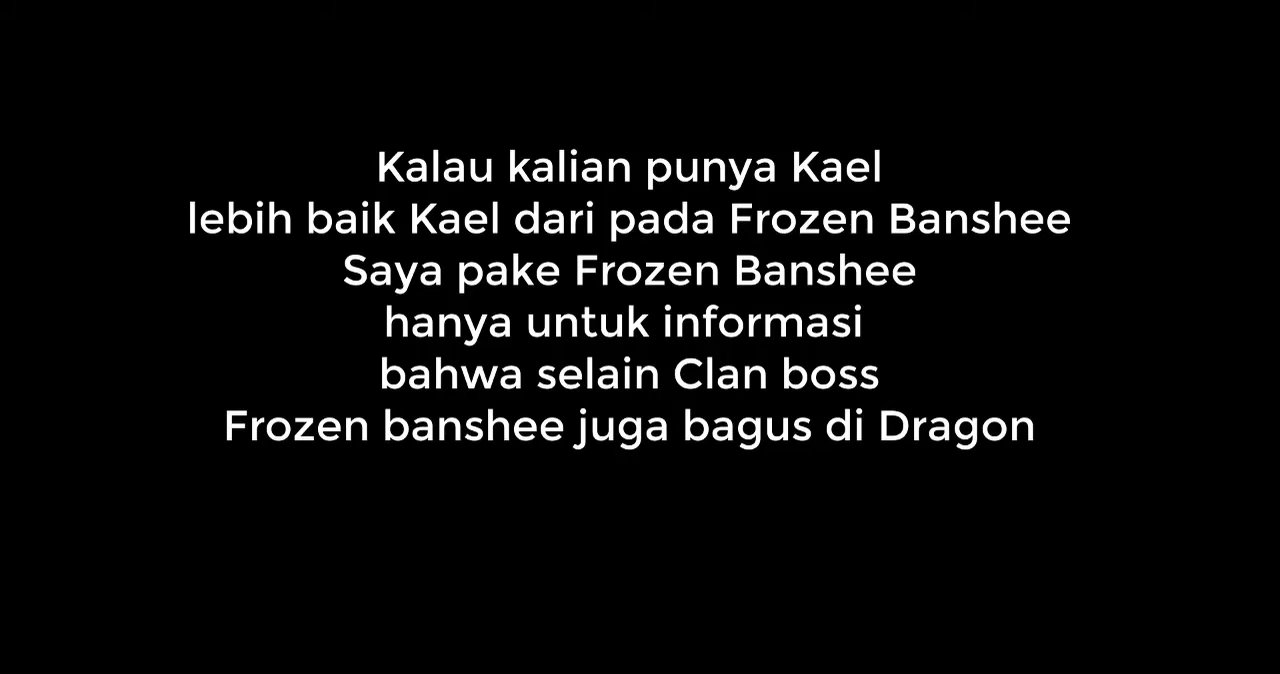 Kalau kalian punya Kael
lebih baik Kael dari pada Frozen Banshee
Saya pake Frozen Banshee
hanya untuk informasi
bahwa selain Clan boss
Frozen banshee juga bagus di Dragon